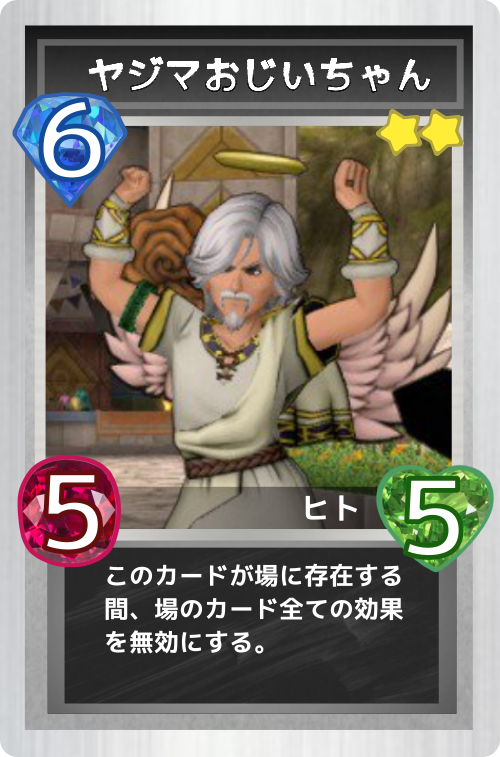 ヤジマおじいちゃん
6
ヒト
5
5
このカードが場に存在する
間、場のカード全ての効果
を無効にする。